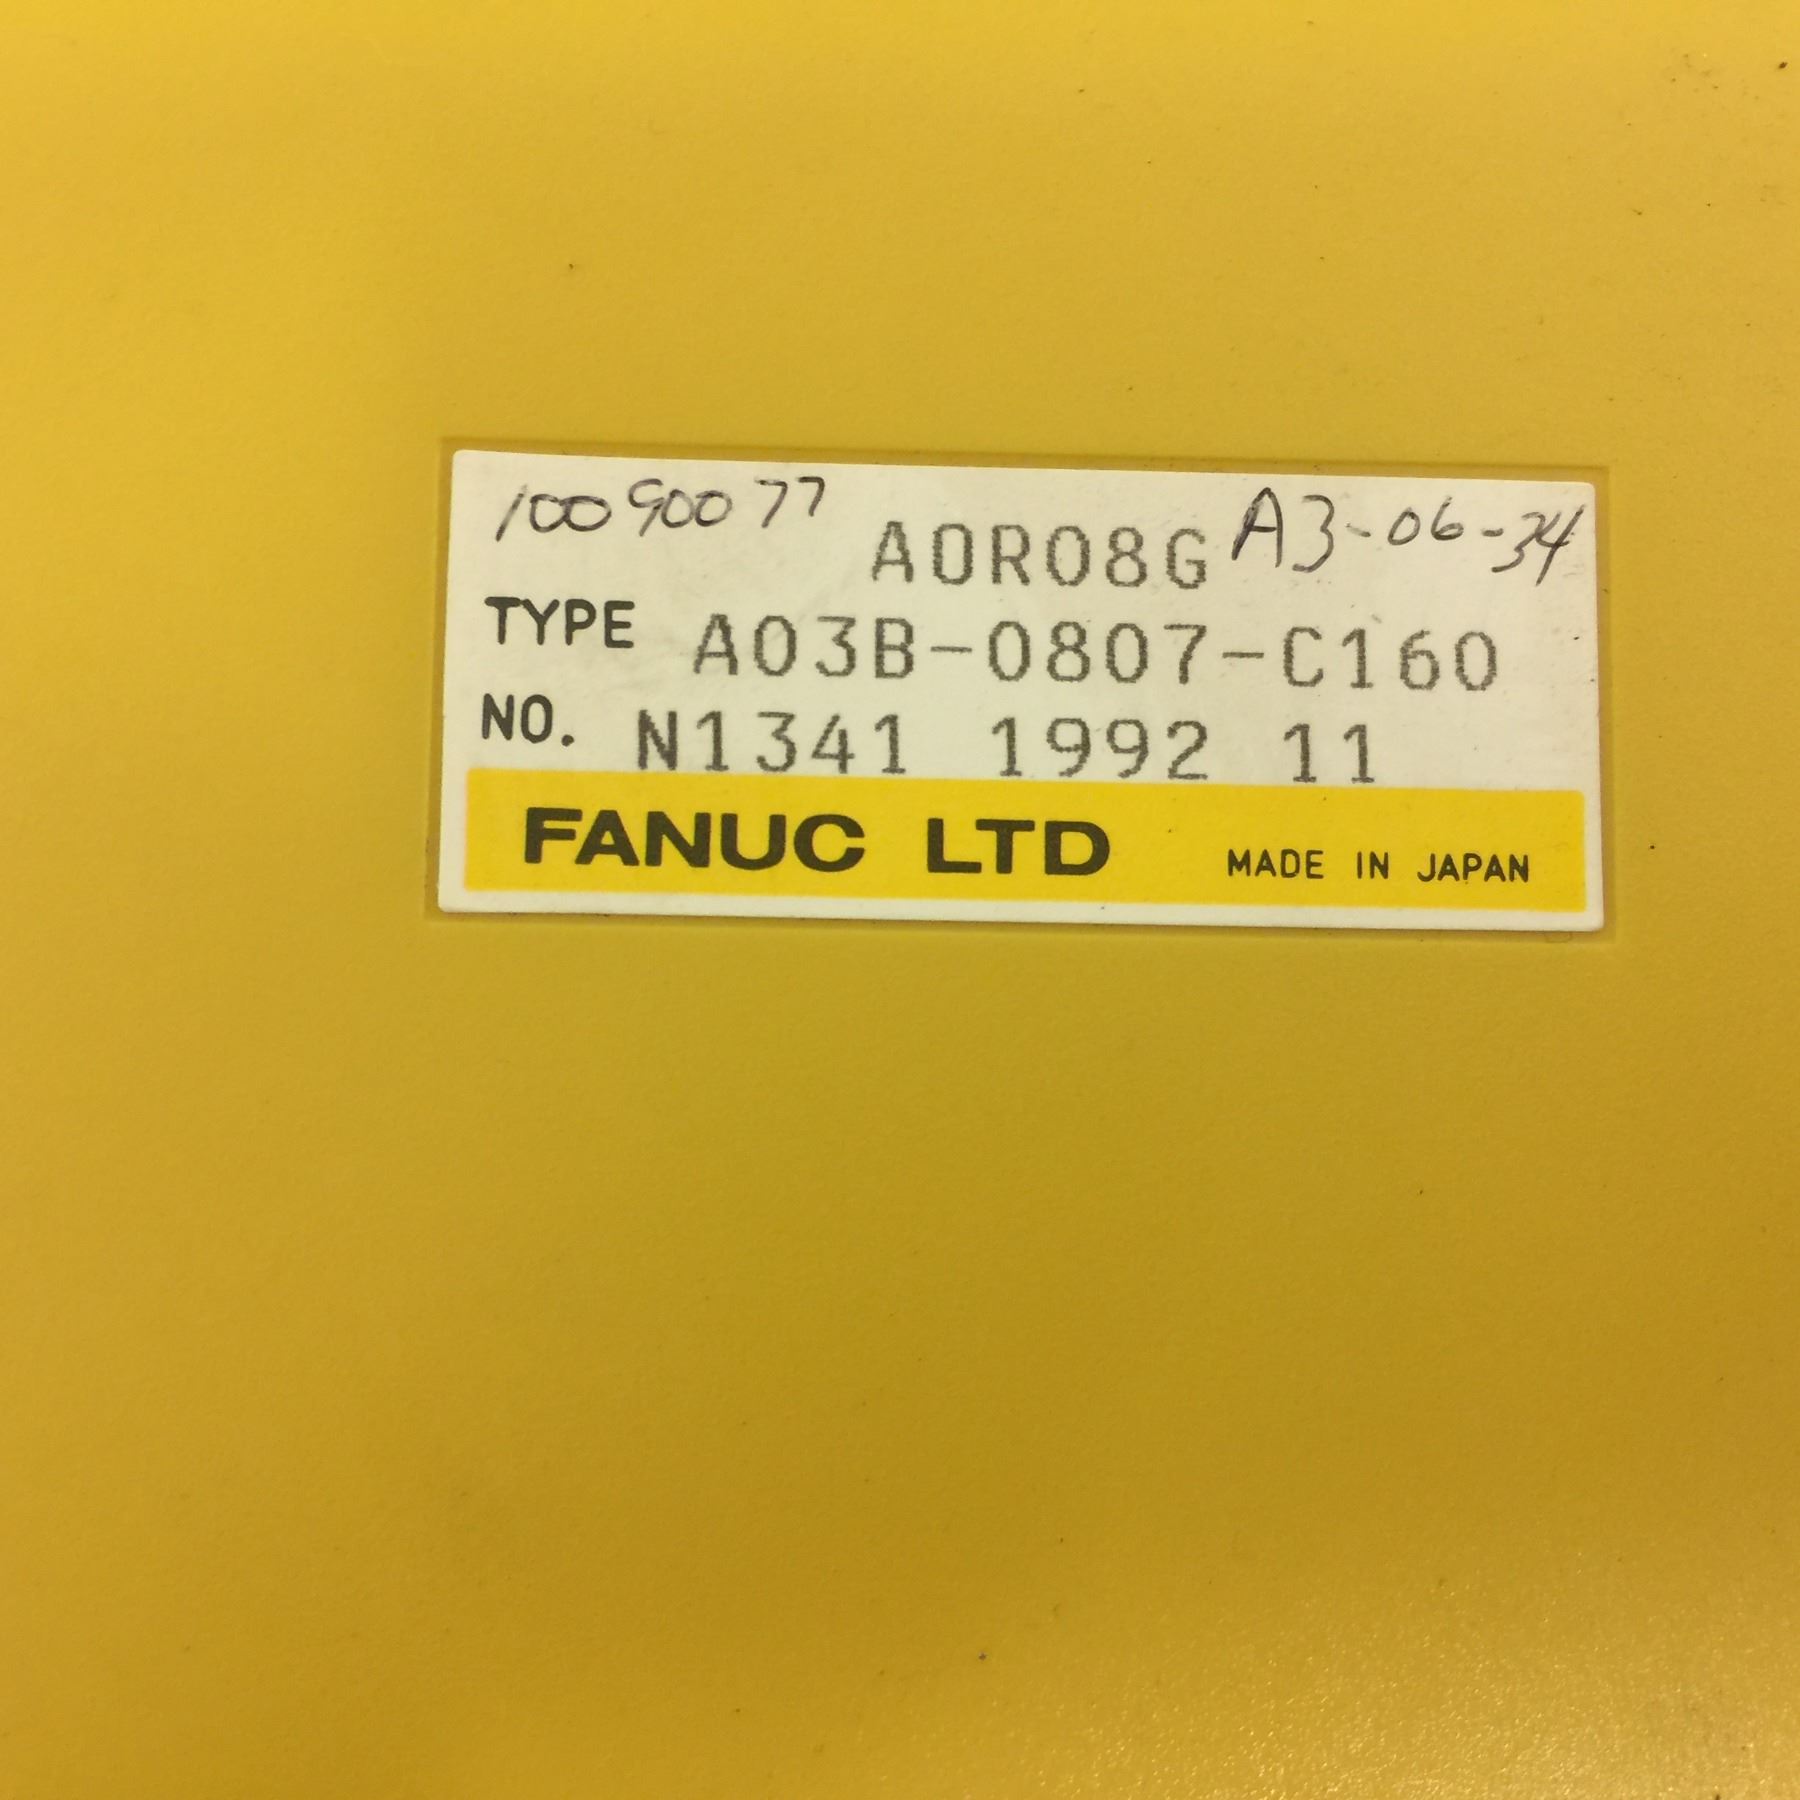 10090077 A0R08G A3-06-34
TYPE A03B-0807-C160
NO. N1341 1992 11
FANUC LTD MADE IN JAPAN